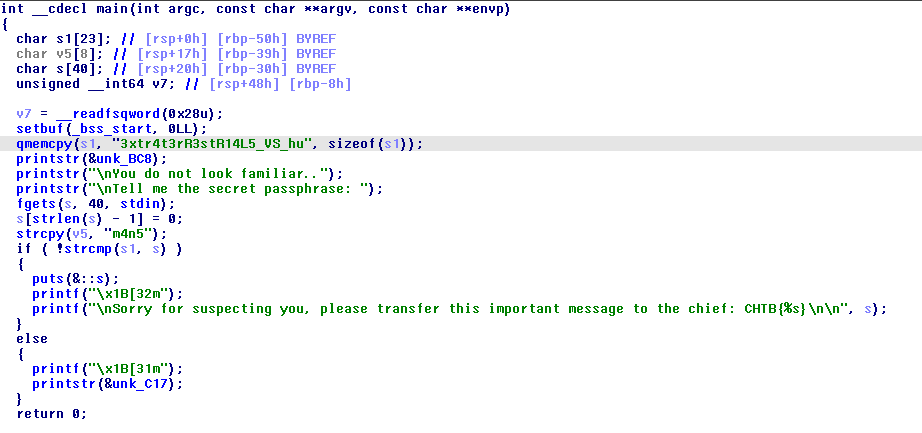 int __cdecl main(int argc, const char **argv, const char **envp)
{
  char s1[23]; // [rsp+0h] [rbp-50h] BYREF
  char v5[8]; // [rsp+17h] [rbp-39h] BYREF
  char s[40]; // [rsp+20h] [rbp-30h] BYREF
  unsigned __int64 v7; // [rsp+48h] [rbp-8h]

  v7 = __readfsqword(0x28u);
  setbuf(_bss_start, 0LL);
  qmemcpy(s1, "3xtr4t3rR3stR14L5_VS_hu", sizeof(s1));
  printstr(&unk_BC8);
  printstr("\nYou do not look familiar..");
  printstr("\nTell me the secret passphrase: ");
  fgets(s, 40, stdin);
  s[strlen(s) - 1] = 0;
  strcpy(v5, "m4n5");
  if ( !strcmp(s1, s) )
  {
    puts(&::s);
    printf("\x1B[32m");
    printf("\nSorry for suspecting you, please transfer this important message to the chief: CHTB{%s}\n\n", s);
  }
  else
  {
    printf("\x1B[31m");
    printstr(&unk_C17);
  }
  return 0;